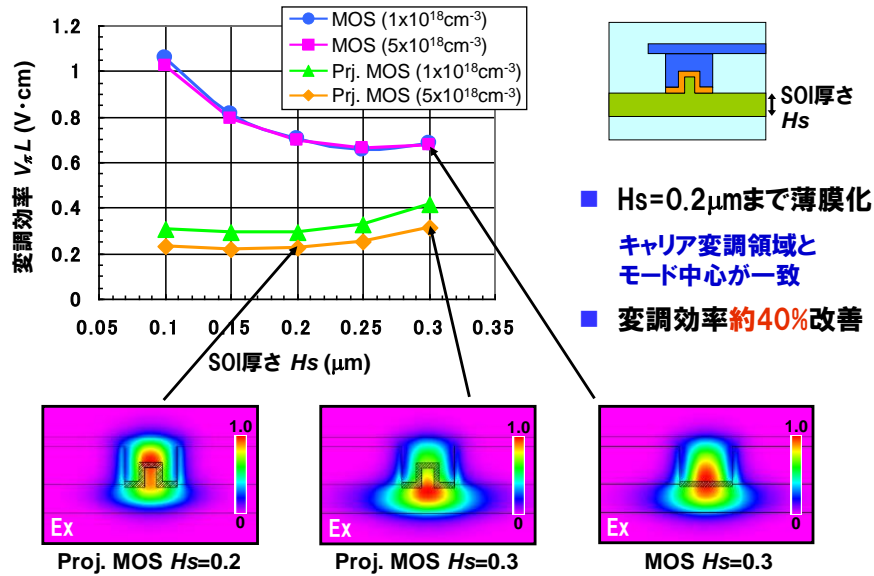 MOS (1x10¹⁸cm⁻³)
MOS (5x10¹⁸cm⁻³)
Prj. MOS (1x10¹⁸cm⁻³)
Prj. MOS (5x10¹⁸cm⁻³)
変調効率 VπL (V·cm)
1.2
1
0.8
0.6
0.4
0.2
0
0.05
0.1
0.15
0.2
0.25
0.3
0.35
SOI厚さ Hs (μm)
SOI厚さ
Hs
Hs=0.2μmまで薄膜化
キャリア変調領域と
モード中心が一致
変調効率約40%改善
1.0
0
Ex
Proj. MOS Hs=0.2
1.0
0
Ex
Proj. MOS Hs=0.3
1.0
0
Ex
MOS Hs=0.3